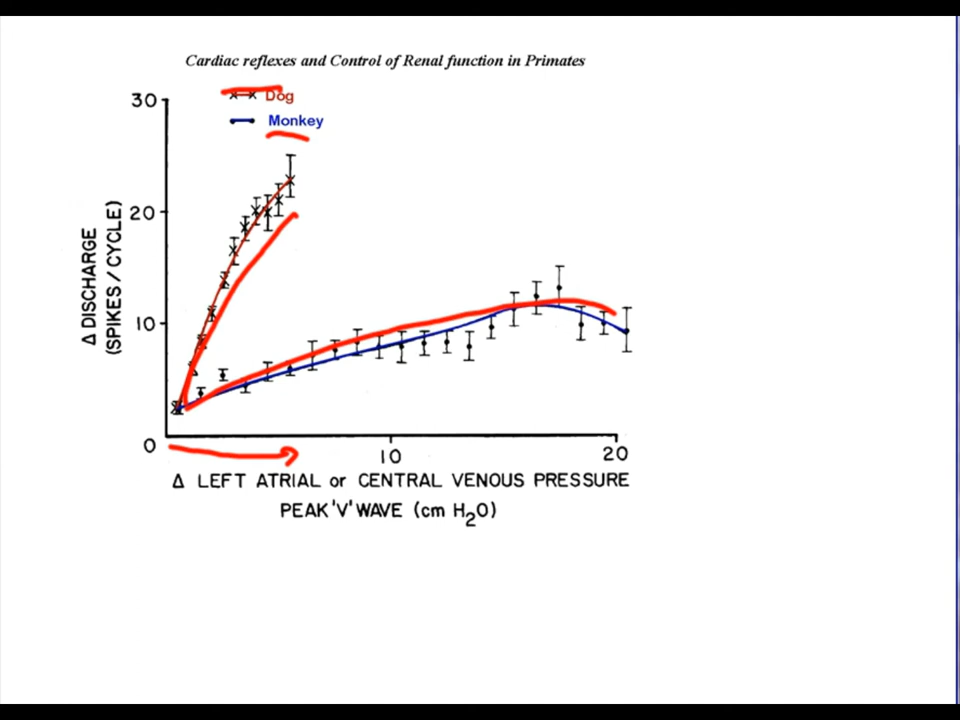 Cardiac reflexes and Control of Renal function in Primates
30
Dog
Monkey
20
Δ DISCHARGE
(SPIKES / CYCLE)
10
0
10
20
Δ LEFT ATRIAL or CENTRAL VENOUS PRESSURE
PEAK 'V' WAVE (cm H₂O)